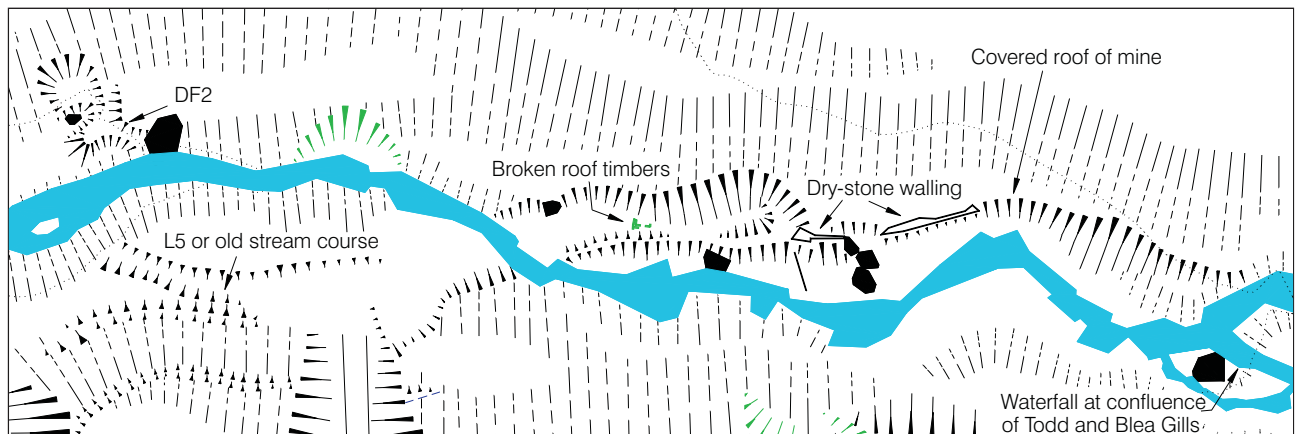 Covered roof of mine
DF2
Broken roof timbers
Dry-stone walling
L5 or old stream course
Waterfall at confluence
of Todd and Blea Gills